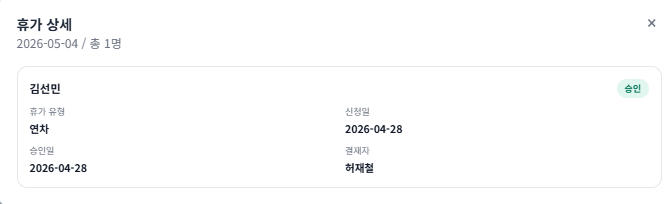 휴가 상세
×
2026-05-04 / 총 1명
김선민
승인
휴가 유형
신청일
연차
2026-04-28
승인일
결재자
2026-04-28
허재철